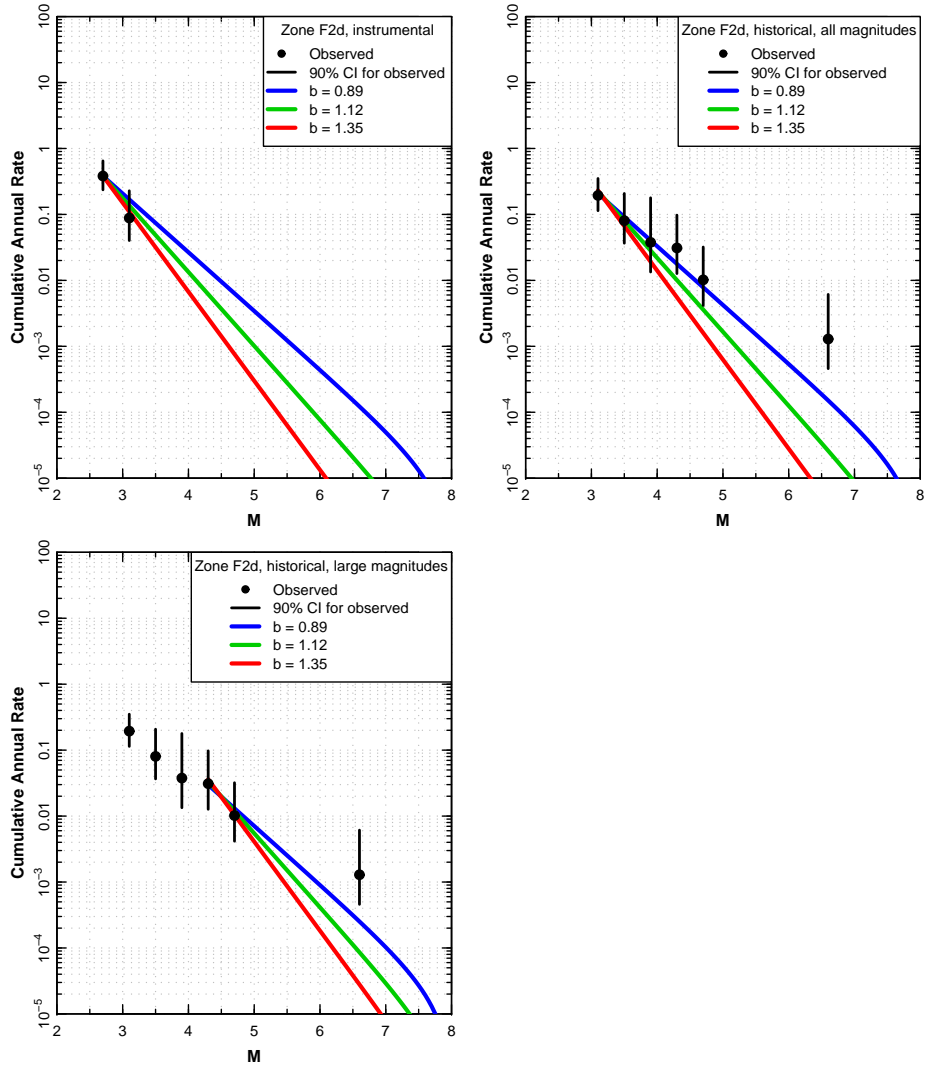 Zone F2d, instrumental
Observed
90% CI for observed
b = 0.89
b = 1.12
b = 1.35
Cumulative Annual Rate
100
10
1
0.1
0.01
10−3
10−4
10−5
2 3 4 5 6 7 8
M
Zone F2d, historical, all magnitudes
Observed
90% CI for observed
b = 0.89
b = 1.12
b = 1.35
Cumulative Annual Rate
100
10
1
0.1
0.01
10−3
10−4
10−5
2 3 4 5 6 7 8
M
Zone F2d, historical, large magnitudes
Observed
90% CI for observed
b = 0.89
b = 1.12
b = 1.35
Cumulative Annual Rate
100
10
1
0.1
0.01
10−3
10−4
10−5
2 3 4 5 6 7 8
M